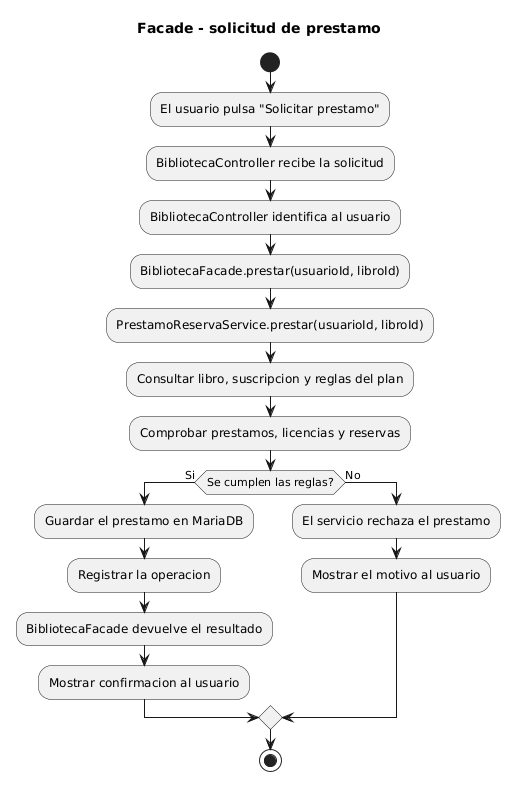 Facade - solicitud de prestamo
El usuario pulsa "Solicitar prestamo"
BibliotecaController recibe la solicitud
BibliotecaController identifica al usuario
BibliotecaFacade.prestar(usuarioId, libroId)
PrestamoReservaService.prestar(usuarioId, libroId)
Consultar libro, suscripcion y reglas del plan
Comprobar prestamos, licencias y reservas
Si
Se cumplen las reglas?
No
Guardar el prestamo en MariaDB
Registrar la operacion
BibliotecaFacade devuelve el resultado
Mostrar confirmacion al usuario
El servicio rechaza el prestamo
Mostrar el motivo al usuario